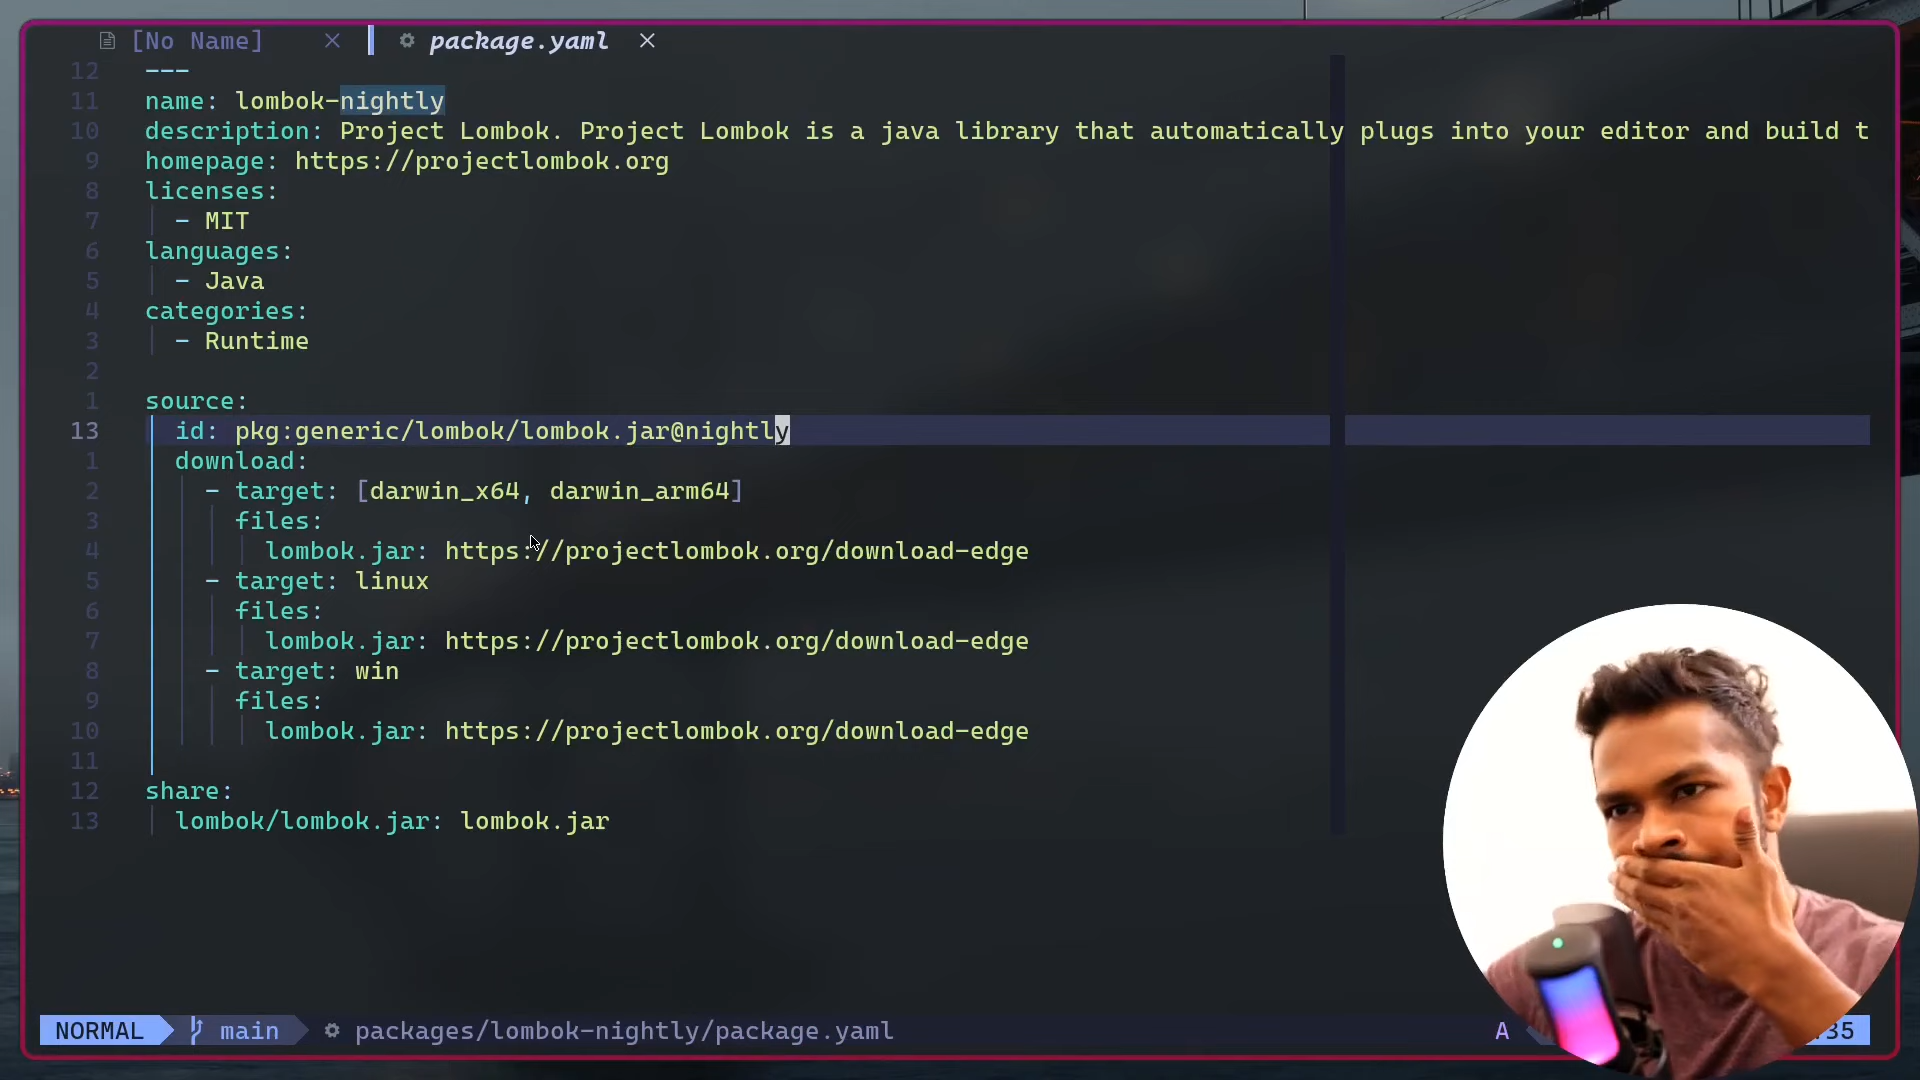 [No Name] package.yaml
12 ---
11 name: lombok-nightly
10 description: Project Lombok. Project Lombok is a java library that automatically plugs into your editor and build t
9 homepage: https://projectlombok.org
8 licenses:
7 - MIT
6 languages:
5 - Java
4 categories:
3 - Runtime
2
1 source:
13 id: pkg:generic/lombok/lombok.jar@nightly
1 download:
2 - target: [darwin_x64, darwin_arm64]
3 files:
4 lombok.jar: https://projectlombok.org/download-edge
5 - target: linux
6 files:
7 lombok.jar: https://projectlombok.org/download-edge
8 - target: win
9 files:
10 lombok.jar: https://projectlombok.org/download-edge
11
12 share:
13 lombok/lombok.jar: lombok.jar
NORMAL main packages/lombok-nightly/package.yaml A 35